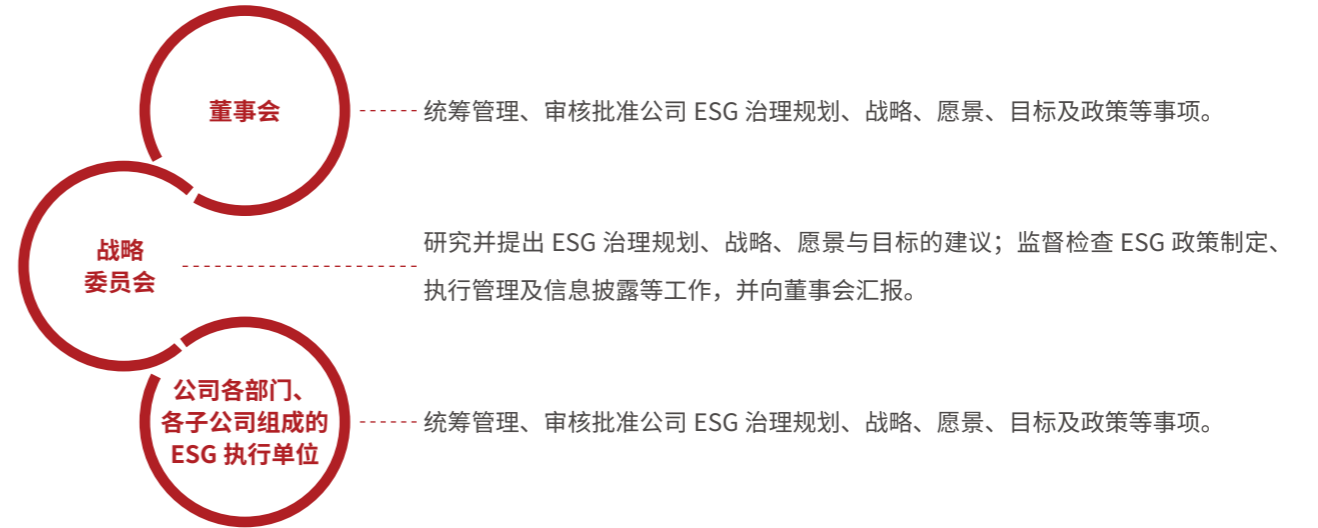 董事会
统筹管理、审核批准公司 ESG 治理规划、战略、愿景、目标及政策等事项。
战略
委员会
研究并提出 ESG 治理规划、战略、愿景与目标的建议；监督检查 ESG 政策制定、
执行管理及信息披露等工作，并向董事会汇报。
公司各部门、
各子公司组成的
ESG 执行单位
统筹管理、审核批准公司 ESG 治理规划、战略、愿景、目标及政策等事项。